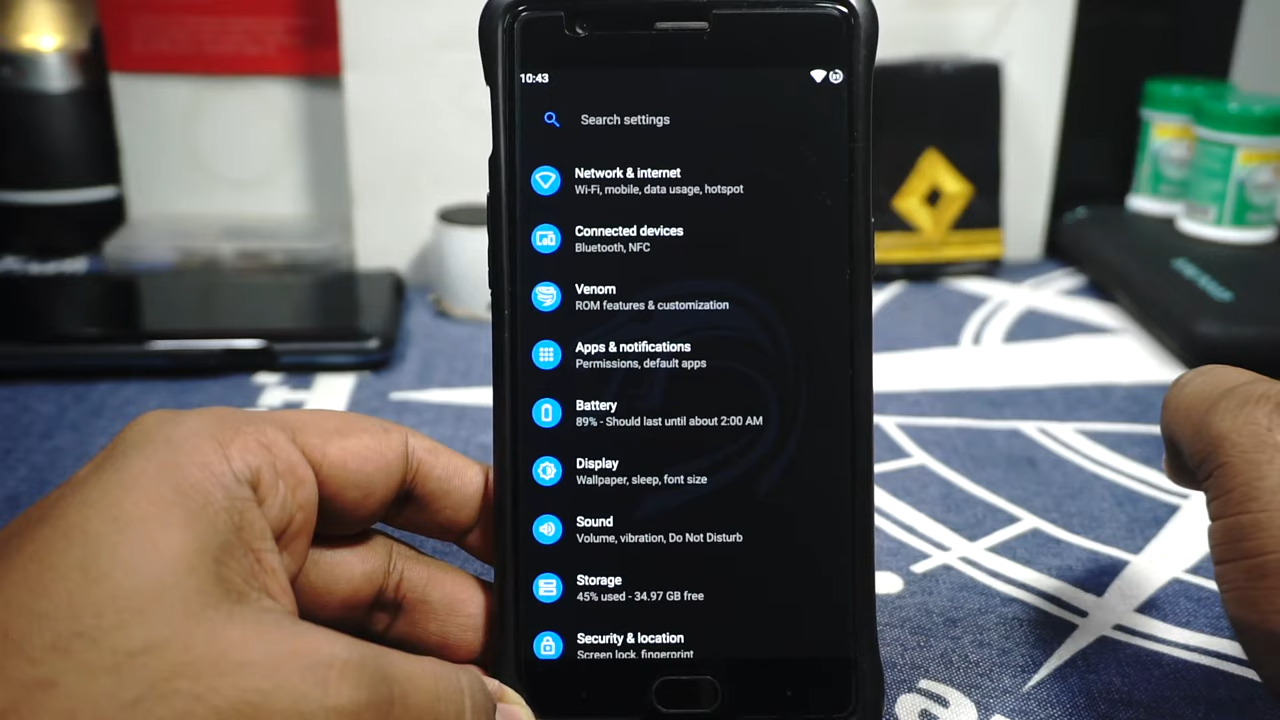 10:43
Search settings
Network & internet
Wi-Fi, mobile, data usage, hotspot
Connected devices
Bluetooth, NFC
Venom
ROM features & customization
Apps & notifications
Permissions, default apps
Battery
89% - Should last until about 2:00 AM
Display
Wallpaper, sleep, font size
Sound
Volume, vibration, Do Not Disturb
Storage
45% used - 34.97 GB free
Security & location
Screen lock, fingerprint